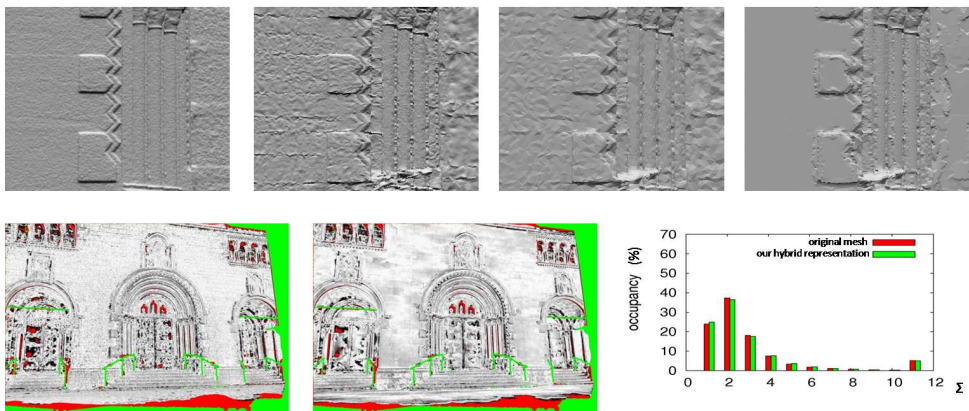 70
60
50
40
30
20
10
0
occupancy (%)
original mesh
our hybrid representation
0 2 4 6 8 10 12
Σ